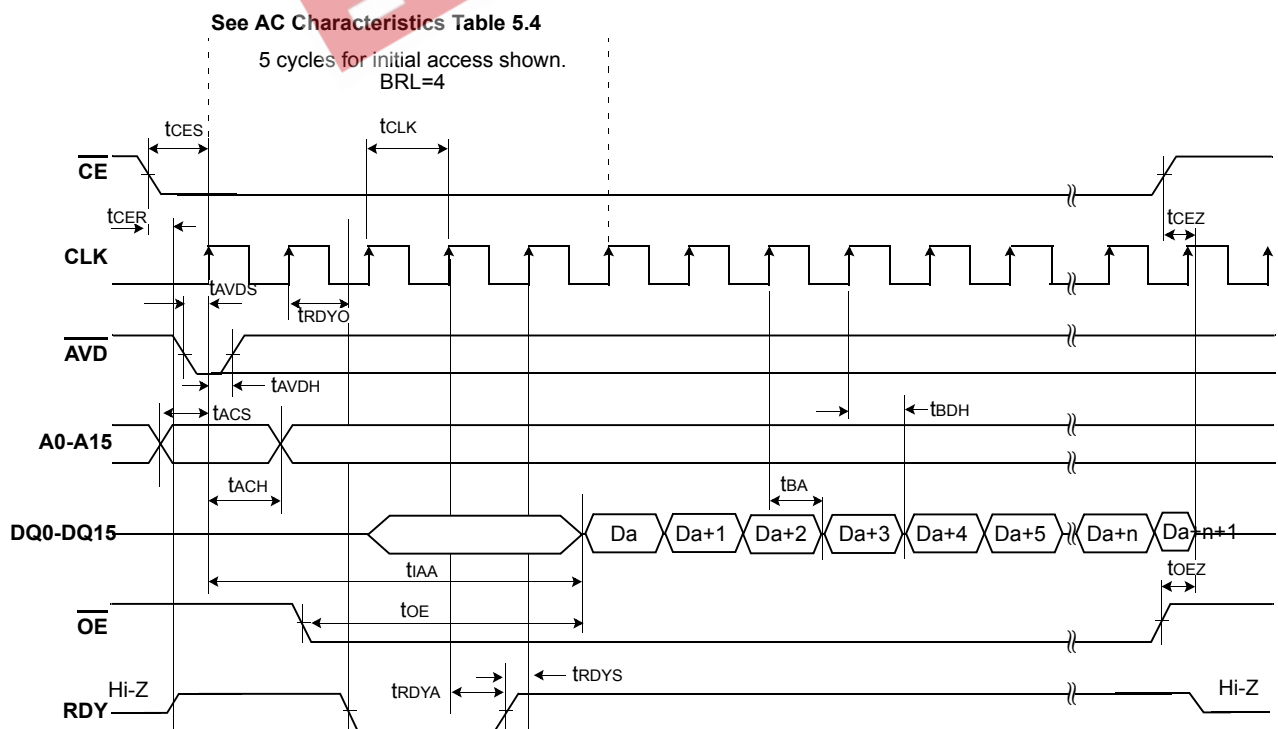 See AC Characteristics Table 5.4
5 cycles for initial access shown.
BRL=4
tCES
tCLK
CE
tCER
tCEZ
CLK
tAVDS
tRDYO
AVD
tAVDH
tACS
tBDH
A0-A15
tACH
tBA
DQ0-DQ15
Da
Da+1
Da+2
Da+3
Da+4
Da+5
Da+n
Da+n+1
tIAA
tOEZ
tOE
OE
tRDYS
tRDYA
Hi-Z
Hi-Z
RDY